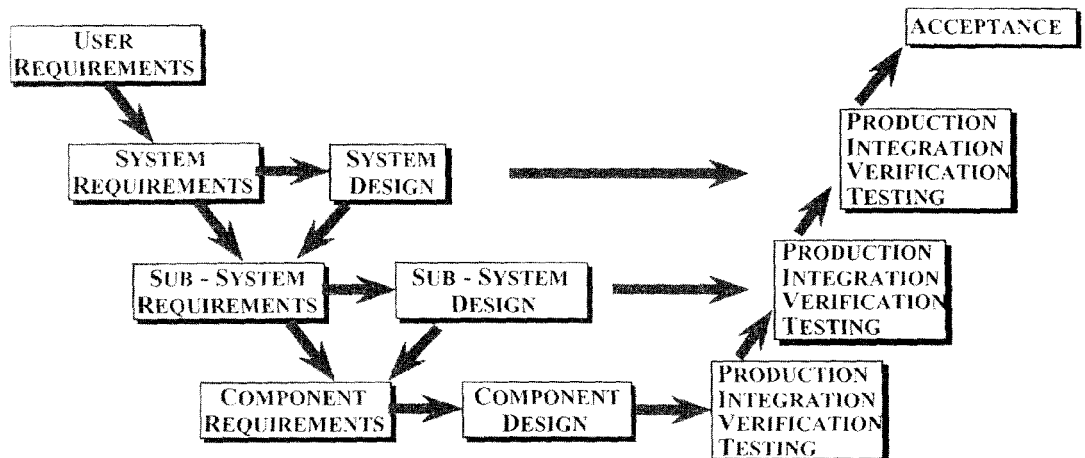 USER
REQUIREMENTS
ACCEPTANCE
SYSTEM
REQUIREMENTS
SYSTEM
DESIGN
PRODUCTION
INTEGRATION
VERIFICATION
TESTING
SUB - SYSTEM
REQUIREMENTS
SUB - SYSTEM
DESIGN
PRODUCTION
INTEGRATION
VERIFICATION
TESTING
COMPONENT
REQUIREMENTS
COMPONENT
DESIGN
PRODUCTION
INTEGRATION
VERIFICATION
TESTING